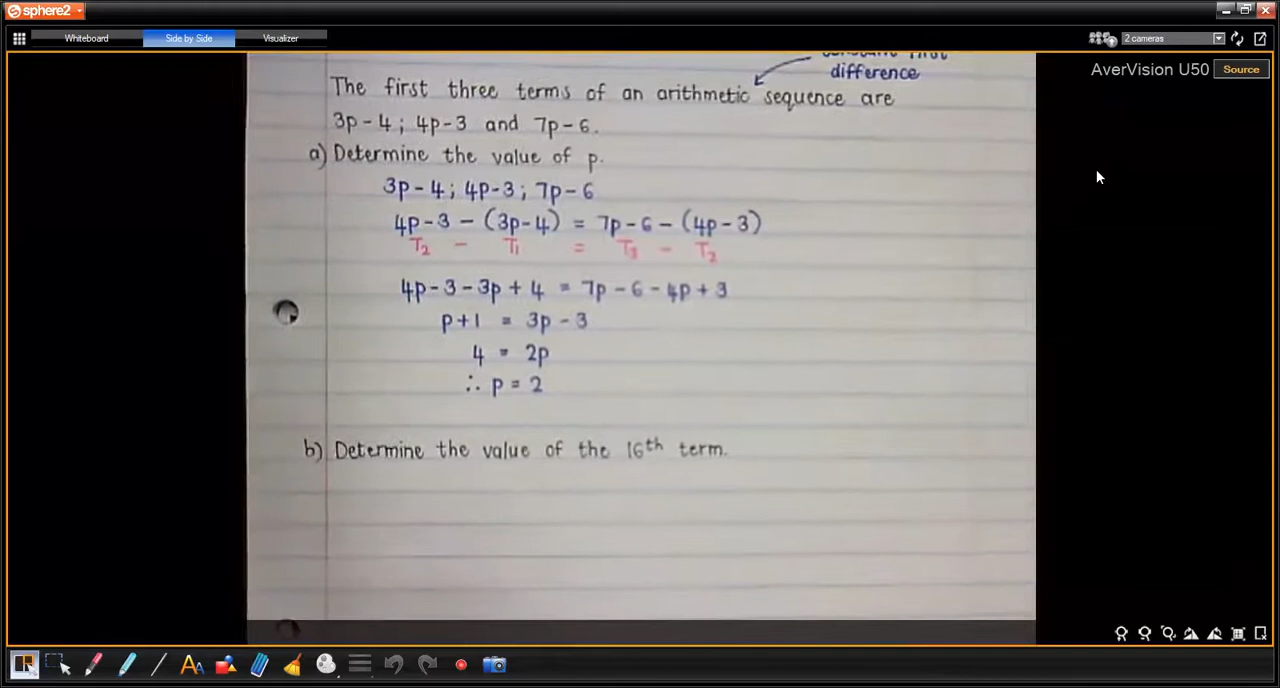 sphere2
Whiteboard
Side by Side
Visualizer
2 cameras
AverVision U50
Source
difference
The first three terms of an arithmetic sequence are
3p-4; 4p-3 and 7p-6.
a) Determine the value of p.
3p-4; 4p-3; 7p-6
4p-3-(3p-4) = 7p-6-(4p-3)
T₂ - T₁ = T₃ - T₂
4p-3-3p+4 = 7p-6-4p+3
p+1 = 3p-3
4 = 2p
∴ p = 2
b) Determine the value of the 16th term.